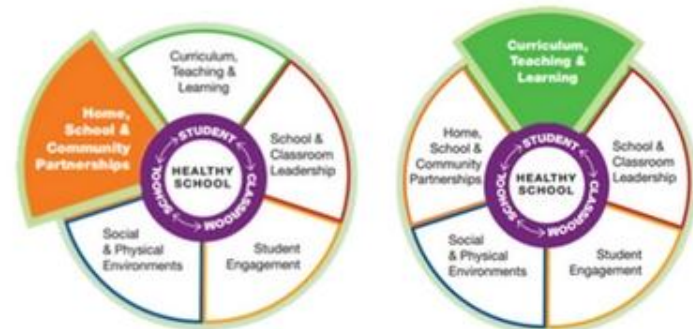 Curriculum,
Teaching &
Learning
Home,
School &
Community
Partnerships
School &
Classroom
Leadership
STUDENT
CLASSROOM
SCHOOL
HEALTHY
SCHOOL
Social
& Physical
Environments
Student
Engagement
Curriculum,
Teaching &
Learning
Home,
School &
Community
Partnerships
School &
Classroom
Leadership
STUDENT
CLASSROOM
SCHOOL
HEALTHY
SCHOOL
Social
& Physical
Environments
Student
Engagement